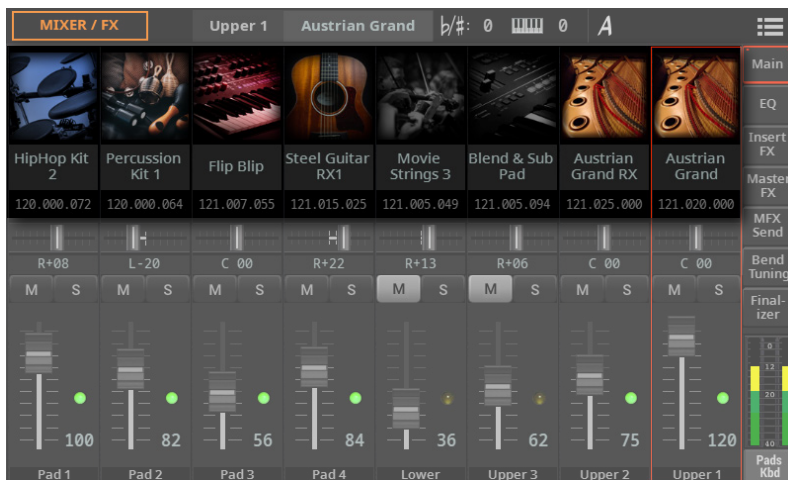 MIXER / FX
Upper 1
Austrian Grand
♭/♯: 0
0
A
HipHop Kit
2
Percussion
Kit 1
Flip Blip
Steel Guitar
RX1
Movie
Strings 3
Blend & Sub
Pad
Austrian
Grand RX
Austrian
Grand
120.000.072
120.000.064
121.007.055
121.015.025
121.005.049
121.005.094
121.025.000
121.020.000
R+08
L-20
C 00
R+22
R+13
R+06
C 00
C 00
M S
M S
M S
M S
M S
M S
M S
M S
100
82
56
84
36
62
75
120
Pad 1
Pad 2
Pad 3
Pad 4
Lower
Upper 3
Upper 2
Upper 1
Main
EQ
Insert
FX
Master
FX
MFX
Send
Bend
Tuning
Final-
izer
0
12
20
40
Pads
Kbd